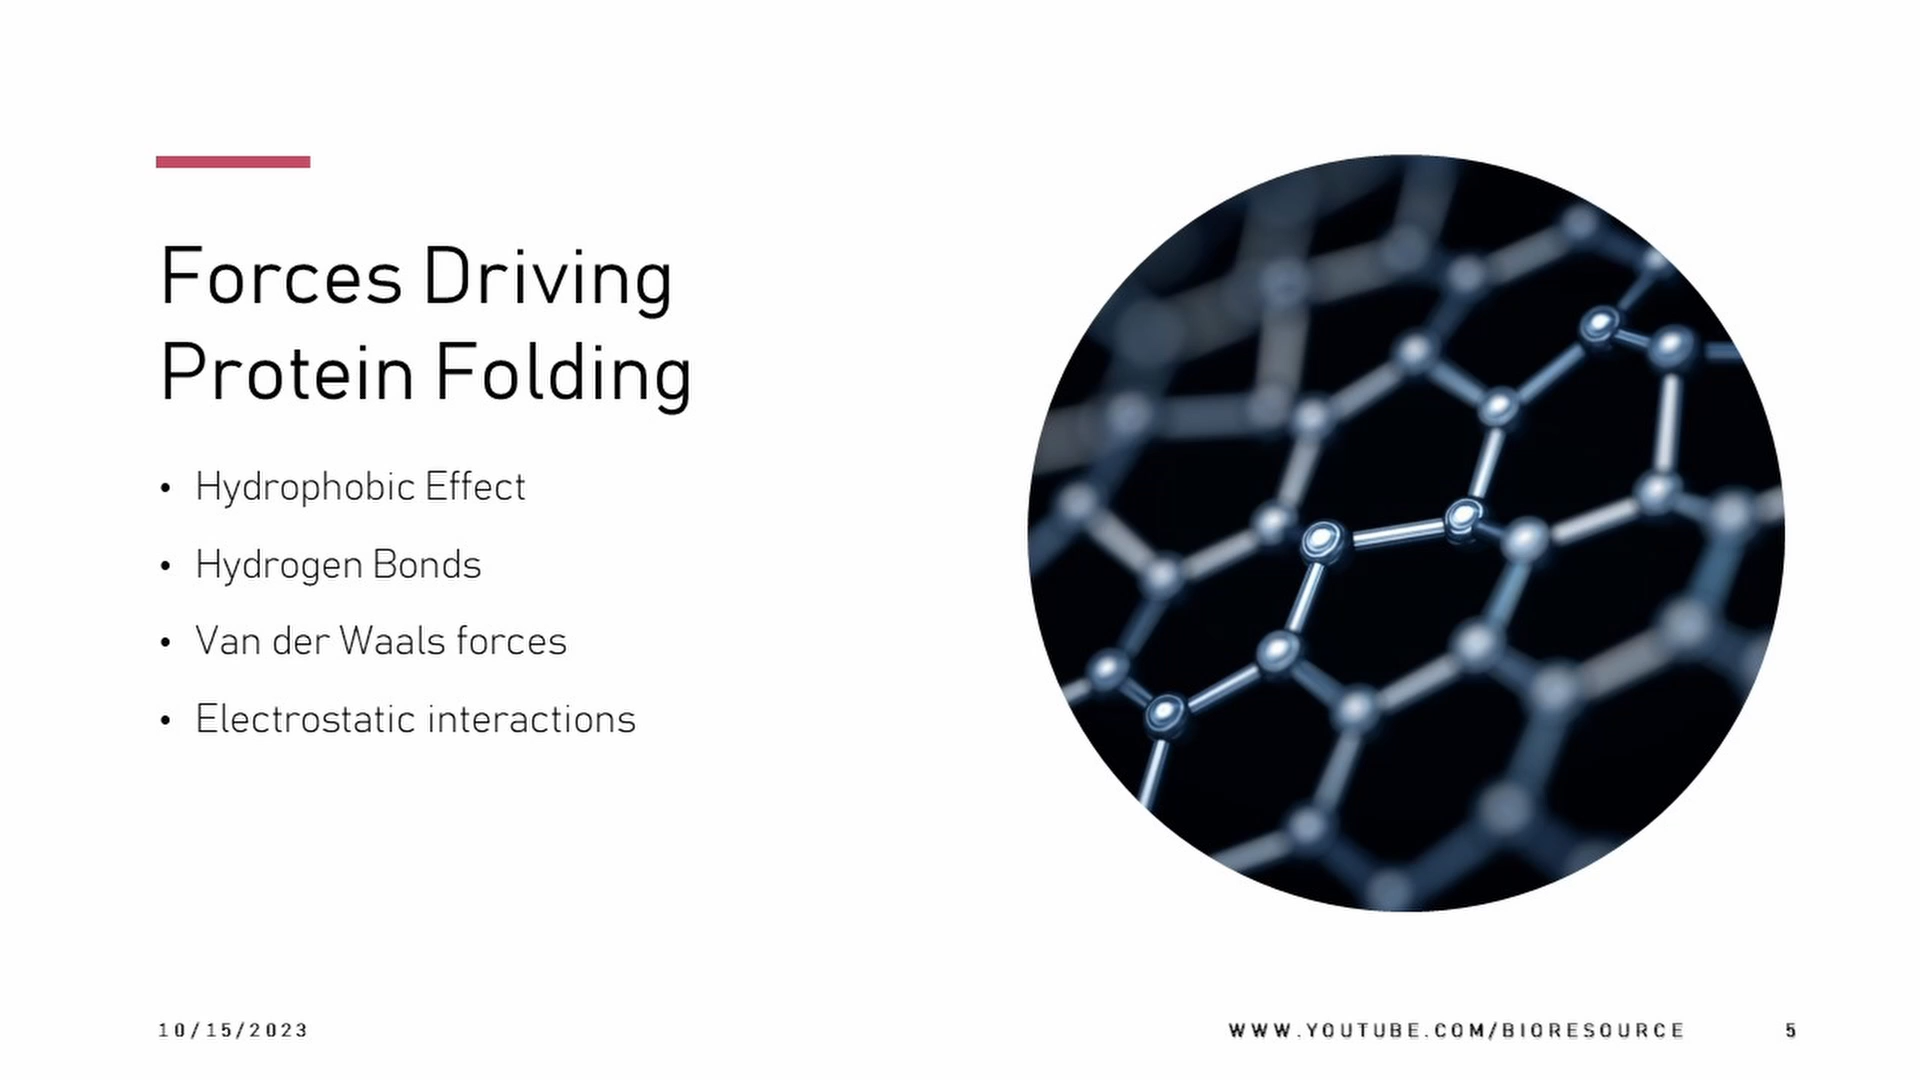 Forces Driving
Protein Folding
• Hydrophobic Effect
• Hydrogen Bonds
• Van der Waals forces
• Electrostatic interactions
10/15/2023
WWW.YOUTUBE.COM/BIORESOURCE
5